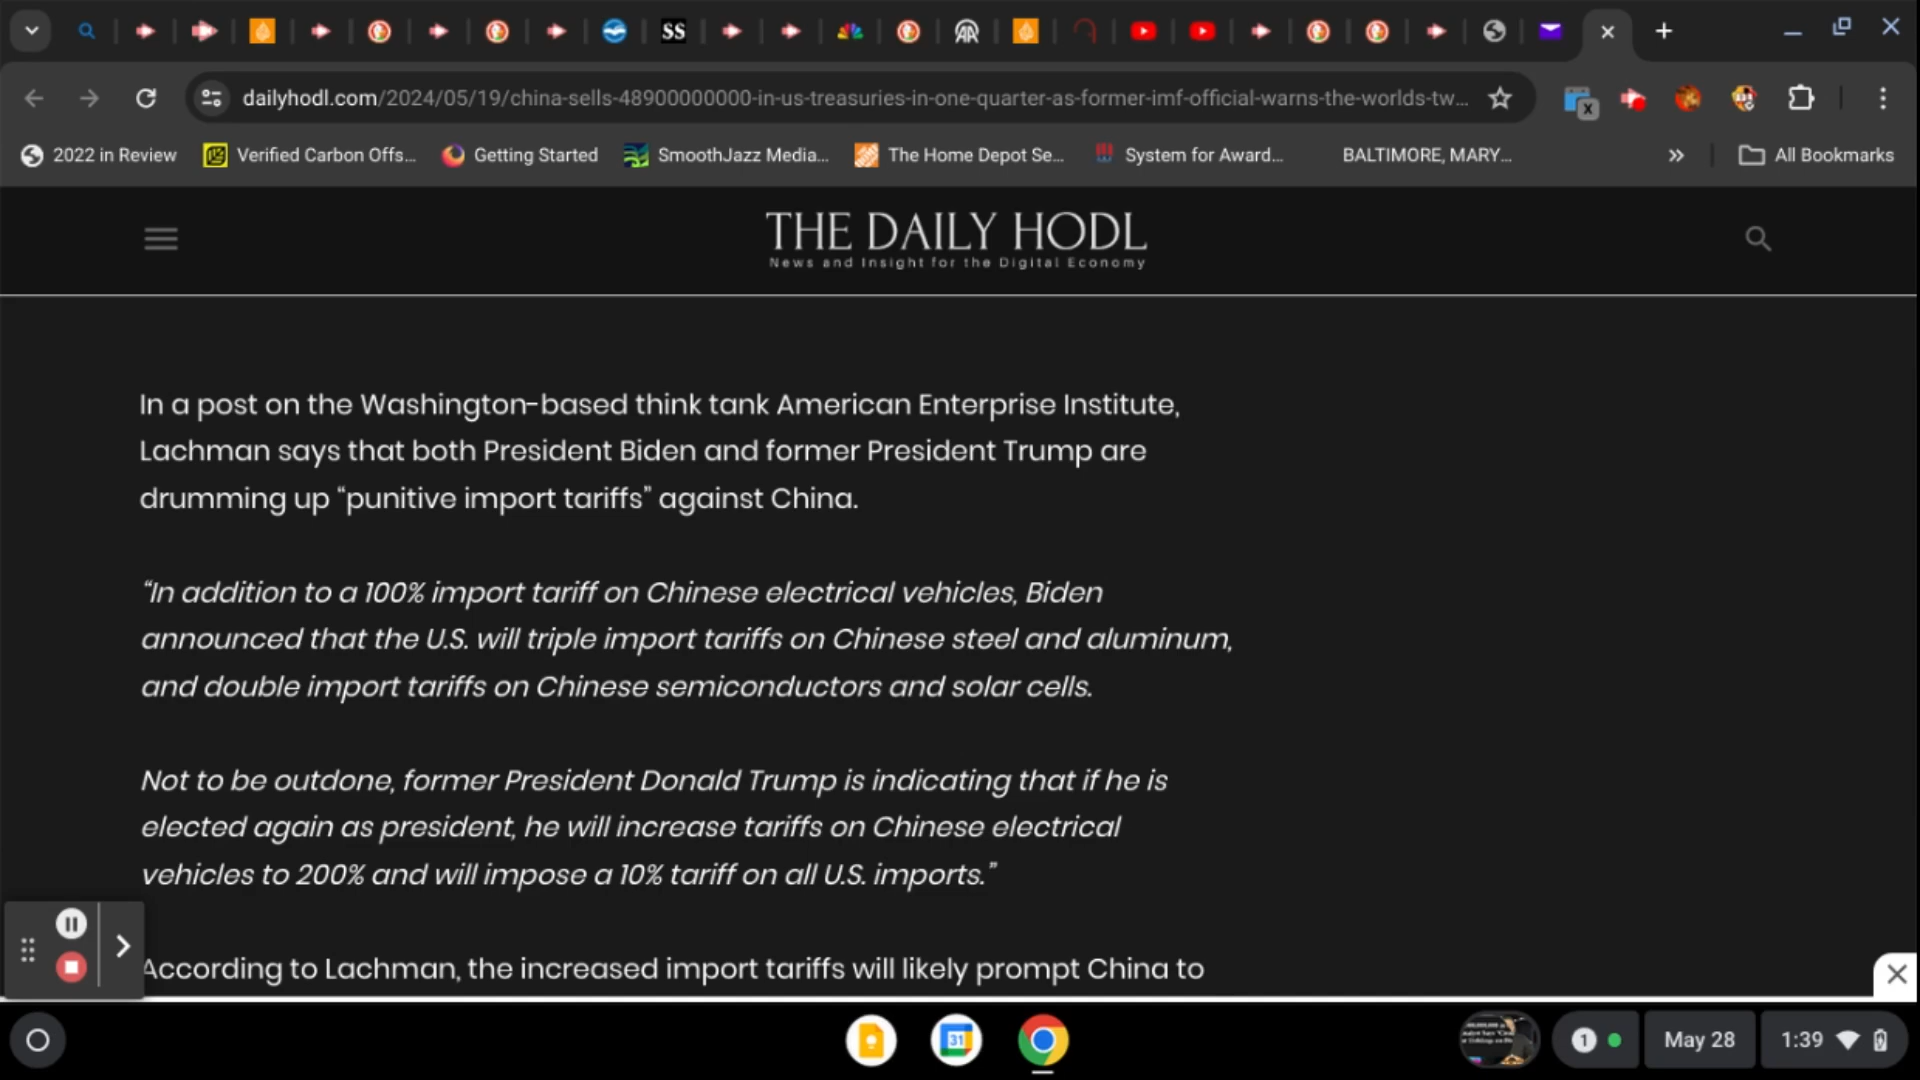 SS
dailyhodl.com/2024/05/19/china-sells-48900000000-in-us-treasuries-in-one-quarter-as-former-imf-official-warns-the-worlds-tw...
2022 in Review
Verified Carbon Offs...
Getting Started
SmoothJazz Media...
The Home Depot Se...
System for Award...
BALTIMORE, MARY...
All Bookmarks
THE DAILY HODL
News and Insight for the Digital Economy
In a post on the Washington-based think tank American Enterprise Institute,
Lachman says that both President Biden and former President Trump are
drumming up “punitive import tariffs” against China.
“In addition to a 100% import tariff on Chinese electrical vehicles, Biden
announced that the U.S. will triple import tariffs on Chinese steel and aluminum,
and double import tariffs on Chinese semiconductors and solar cells.
Not to be outdone, former President Donald Trump is indicating that if he is
elected again as president, he will increase tariffs on Chinese electrical
vehicles to 200% and will impose a 10% tariff on all U.S. imports.”
According to Lachman, the increased import tariffs will likely prompt China to
31
1
May 28
1:39